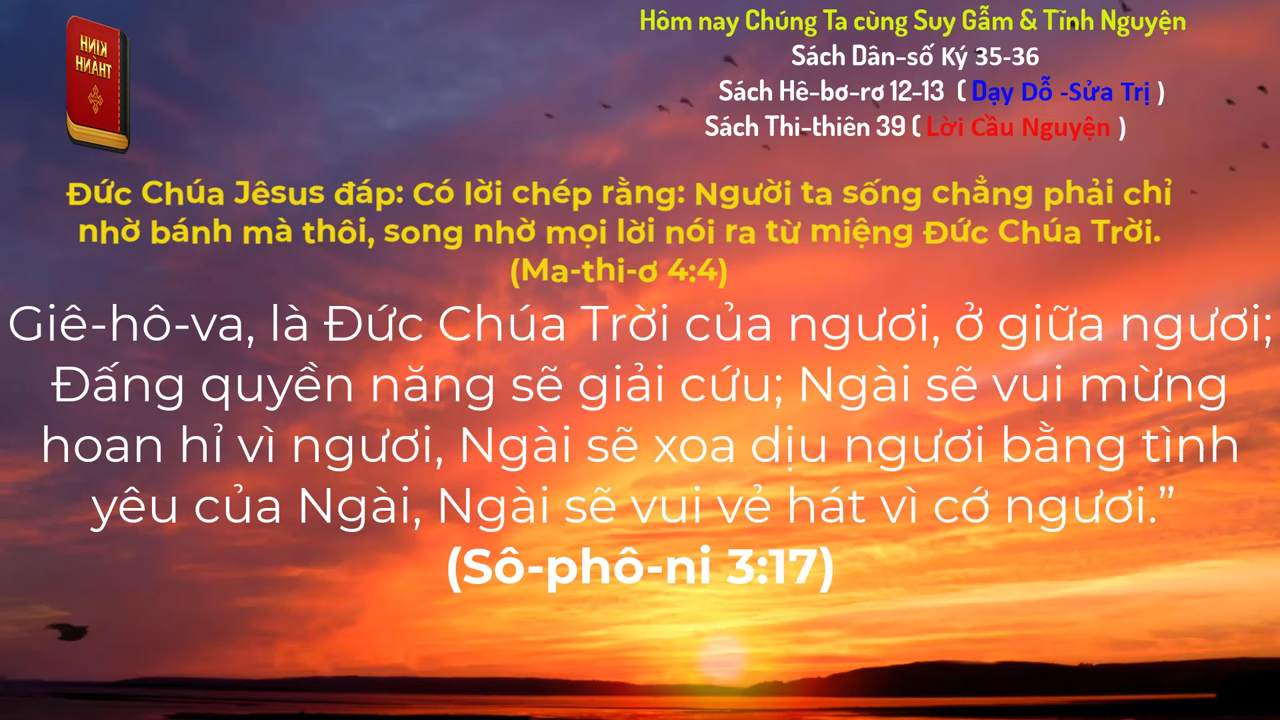 KINH
THÁNH
Hôm nay Chúng Ta cùng Suy Gẫm & Tĩnh Nguyện
Sách Dân-số Ký 35-36
Sách Hê-bơ-rơ 12-13 ( Dạy Dỗ -Sửa Trị )
Sách Thi-thiên 39 ( Lời Cầu Nguyện )
Đức Chúa Jêsus đáp: Có lời chép rằng: Người ta sống chẳng phải chỉ
nhờ bánh mà thôi, song nhờ mọi lời nói ra từ miệng Đức Chúa Trời.
(Ma-thi-ơ 4:4)
Giê-hô-va, là Đức Chúa Trời của ngươi, ở giữa ngươi;
Đấng quyền năng sẽ giải cứu; Ngài sẽ vui mừng
hoan hỉ vì ngươi, Ngài sẽ xoa dịu ngươi bằng tình
yêu của Ngài, Ngài sẽ vui vẻ hát vì cớ ngươi.”
(Sô-phô-ni 3:17)